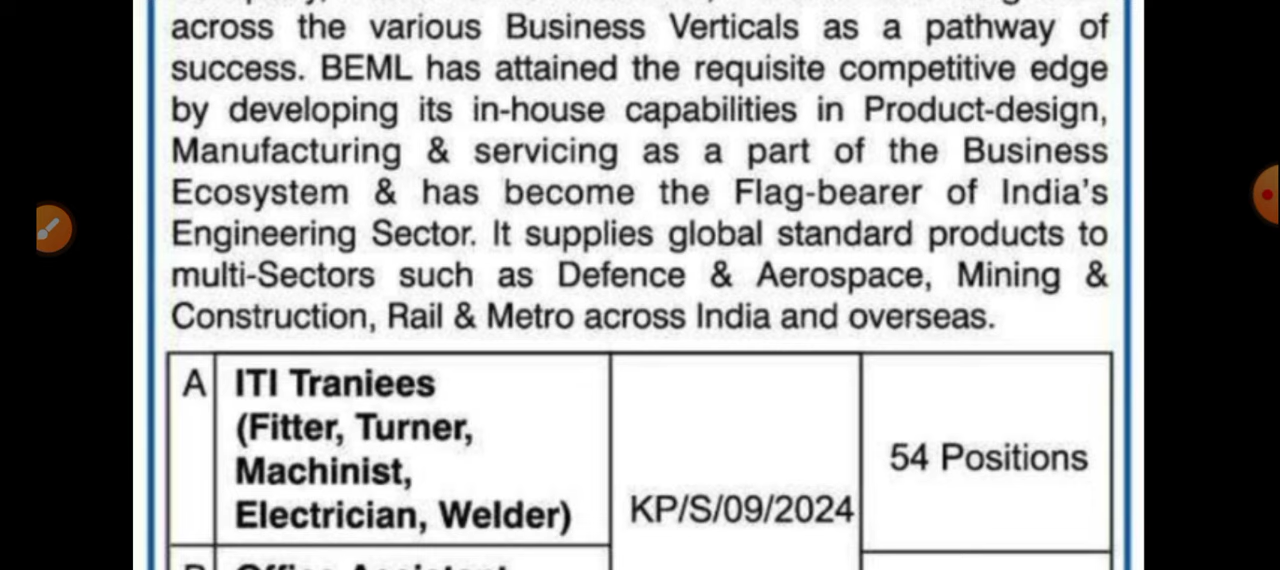 across the various Business Verticals as a pathway of
success. BEML has attained the requisite competitive edge
by developing its in-house capabilities in Product-design,
Manufacturing & servicing as a part of the Business
Ecosystem & has become the Flag-bearer of India's
Engineering Sector. It supplies global standard products to
multi-Sectors such as Defence & Aerospace, Mining &
Construction, Rail & Metro across India and overseas.
A ITI Traniees
(Fitter, Turner,
Machinist,
Electrician, Welder)
KP/S/09/2024
54 Positions